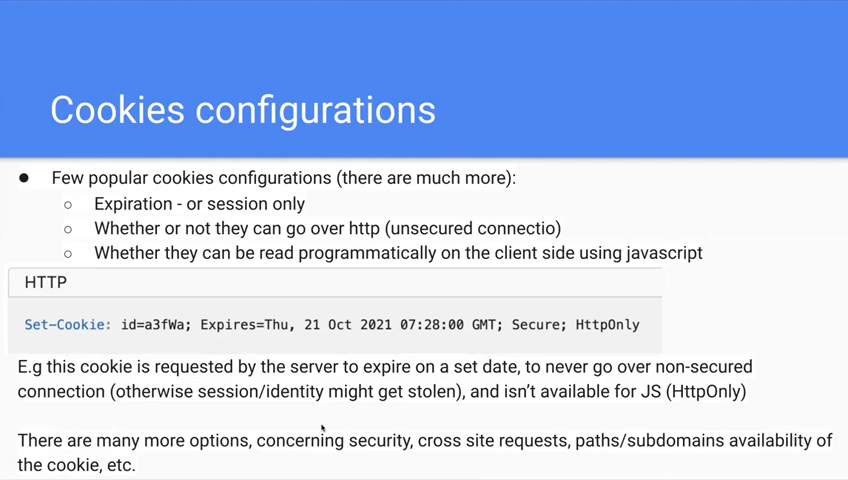 Cookies configurations
● Few popular cookies configurations (there are much more):
○ Expiration - or session only
○ Whether or not they can go over http (unsecured connectio)
○ Whether they can be read programmatically on the client side using javascript
HTTP
Set-Cookie: id=a3fWa; Expires=Thu, 21 Oct 2021 07:28:00 GMT; Secure; HttpOnly
E.g this cookie is requested by the server to expire on a set date, to never go over non-secured
connection (otherwise session/identity might get stolen), and isn’t available for JS (HttpOnly)
There are many more options, concerning security, cross site requests, paths/subdomains availability of
the cookie, etc.